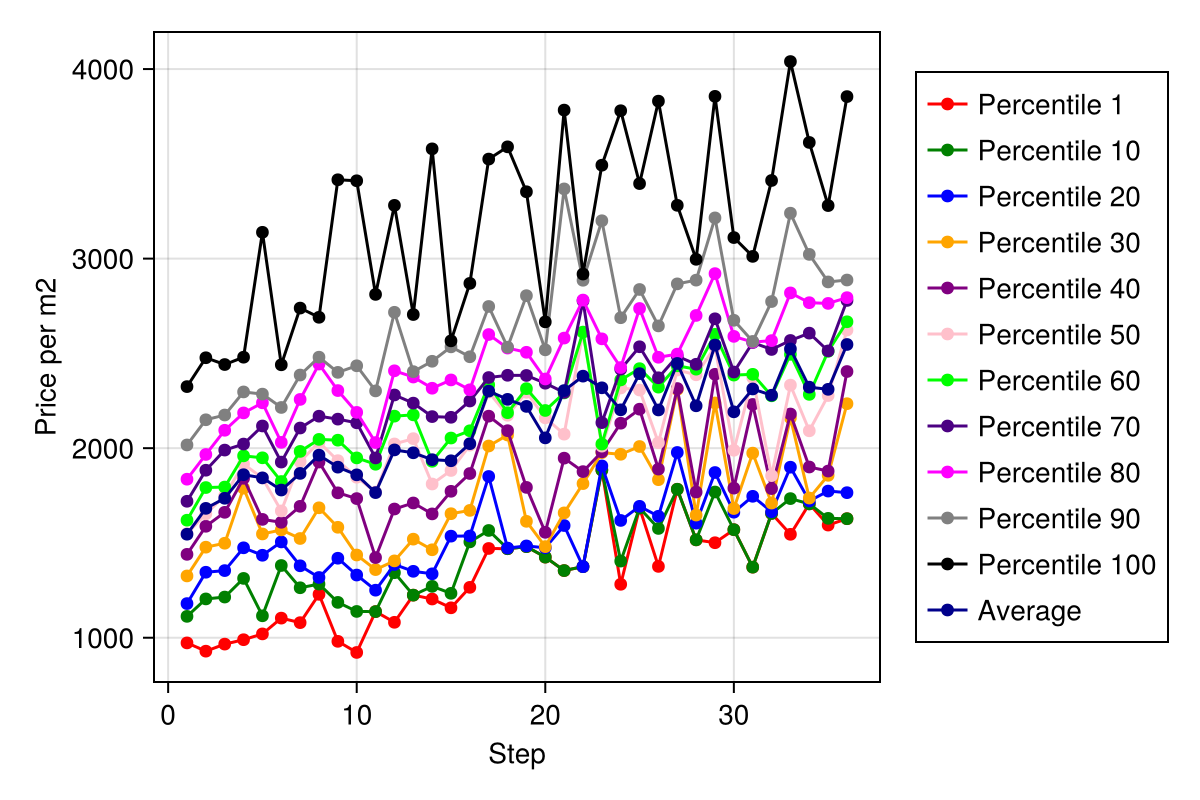 4000
3000
2000
1000
Price per m2
0 10 20 30
Step
Percentile 1
Percentile 10
Percentile 20
Percentile 30
Percentile 40
Percentile 50
Percentile 60
Percentile 70
Percentile 80
Percentile 90
Percentile 100
Average